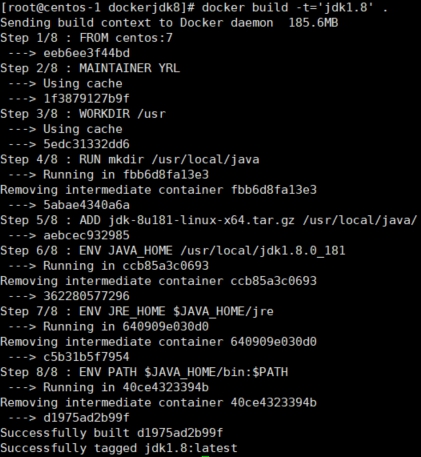 [root@centos-1 dockerjdk8]# docker build -t='jdk1.8' .
Sending build context to Docker daemon  185.6MB
Step 1/8 : FROM centos:7
 ---> eeb6ee3f44bd
Step 2/8 : MAINTAINER YRL
 ---> Using cache
 ---> 1f3879127b9f
Step 3/8 : WORKDIR /usr
 ---> Using cache
 ---> 5edc31332dd6
Step 4/8 : RUN mkdir /usr/local/java
 ---> Running in fbb6d8fa13e3
Removing intermediate container fbb6d8fa13e3
 ---> 5abae4340a6a
Step 5/8 : ADD jdk-8u181-linux-x64.tar.gz /usr/local/java/
 ---> aebcec932985
Step 6/8 : ENV JAVA_HOME /usr/local/jdk1.8.0_181
 ---> Running in ccb85a3c0693
Removing intermediate container ccb85a3c0693
 ---> 362280577296
Step 7/8 : ENV JRE_HOME $JAVA_HOME/jre
 ---> Running in 640909e030d0
Removing intermediate container 640909e030d0
 ---> c5b31b5f7954
Step 8/8 : ENV PATH $JAVA_HOME/bin:$PATH
 ---> Running in 40ce4323394b
Removing intermediate container 40ce4323394b
 ---> d1975ad2b99f
Successfully built d1975ad2b99f
Successfully tagged jdk1.8:latest